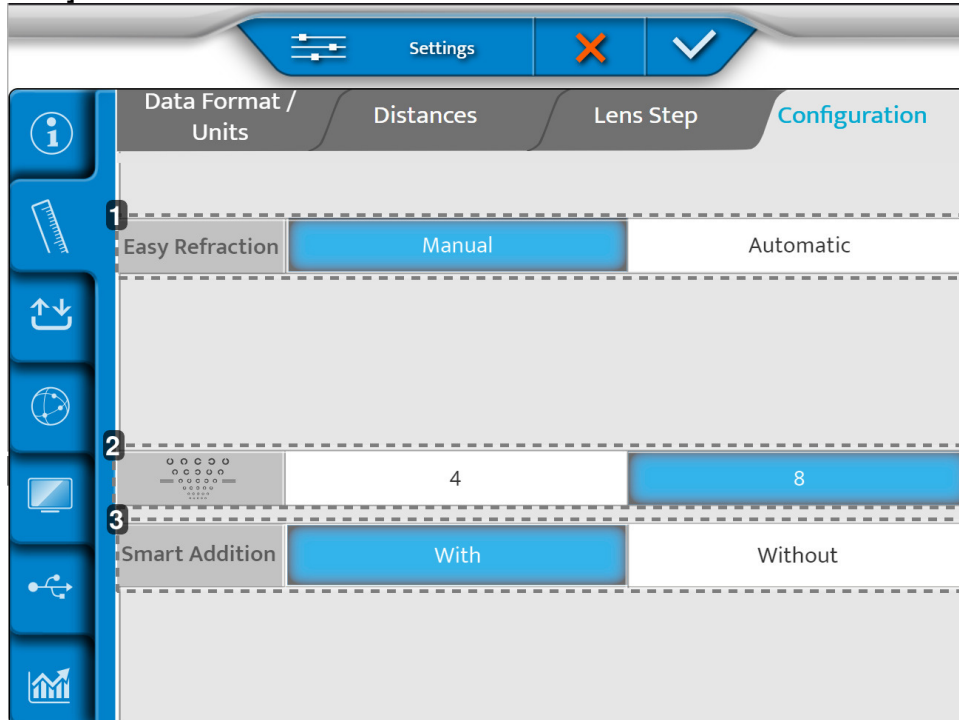 Settings
Data Format /
Units
Distances
Lens Step
Configuration
1
Easy Refraction
Manual
Automatic
2
4
8
3
Smart Addition
With
Without